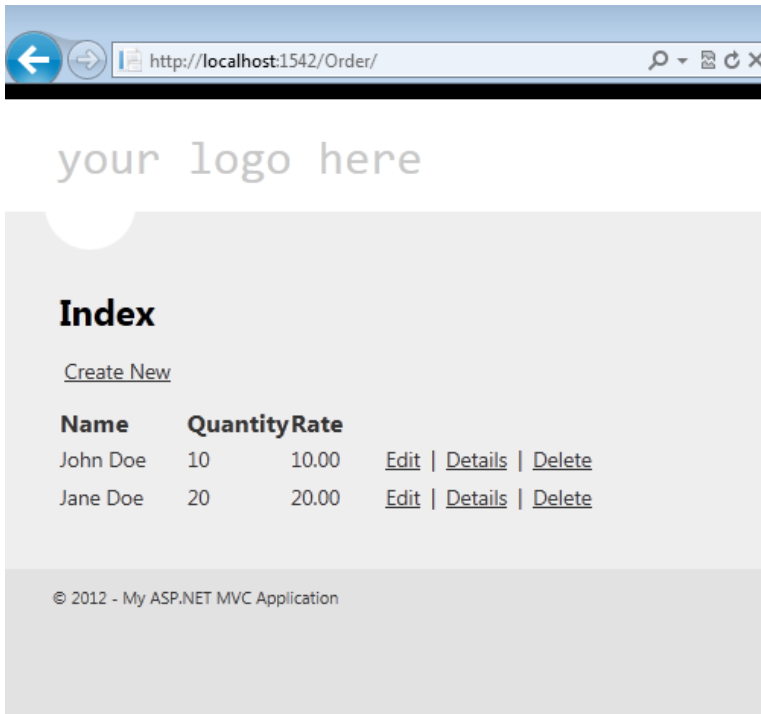 http://localhost:1542/Order/
your logo here
Index
Create New
Name Quantity Rate
John Doe 10 10.00 Edit | Details | Delete
Jane Doe 20 20.00 Edit | Details | Delete
© 2012 - My ASP.NET MVC Application